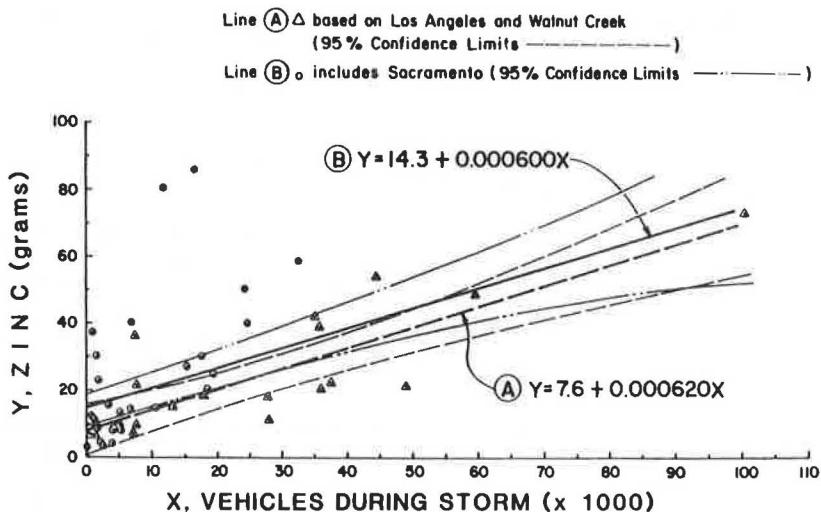 Line Ⓐ △ based on Los Angeles and Walnut Creek
(95% Confidence Limits — — — — )
Line Ⓑ o includes Sacramento (95% Confidence Limits —··—··— )
100
80
60
40
20
0
Y, ZINC (grams)
Ⓑ Y=14.3 + 0.000600X
Ⓐ Y=7.6 + 0.000620X
0 10 20 30 40 50 60 70 80 90 100 110
X, VEHICLES DURING STORM (x 1000)